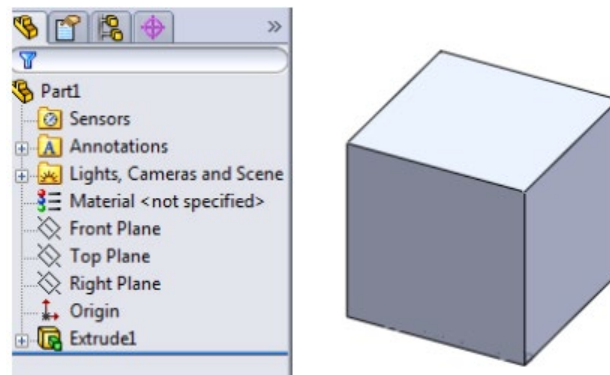 Part1
Sensors
Annotations
Lights, Cameras and Scene
Material <not specified>
Front Plane
Top Plane
Right Plane
Origin
Extrude1